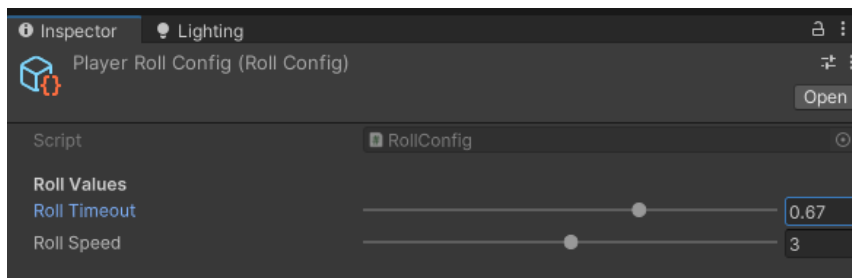 Inspector Lighting
Player Roll Config (Roll Config)
Open
Script RollConfig
Roll Values
Roll Timeout 0.67
Roll Speed 3